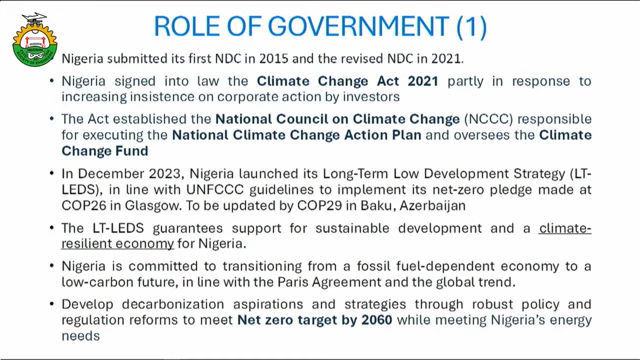 ROLE OF GOVERNMENT (1)
Nigeria submitted its first NDC in 2015 and the revised NDC in 2021.
• Nigeria signed into law the Climate Change Act 2021 partly in response to
increasing insistence on corporate action by investors
• The Act established the National Council on Climate Change (NCCC) responsible
for executing the National Climate Change Action Plan and oversees the Climate
Change Fund
• In December 2023, Nigeria launched its Long-Term Low Development Strategy (LT-
LEDS), in line with UNFCCC guidelines to implement its net-zero pledge made at
COP26 in Glasgow. To be updated by COP29 in Baku, Azerbaijan
• The LT-LEDS guarantees support for sustainable development and a climate-
resilient economy for Nigeria.
• Nigeria is committed to transitioning from a fossil fuel-dependent economy to a
low-carbon future, in line with the Paris Agreement and the global trend.
• Develop decarbonization aspirations and strategies through robust policy and
regulation reforms to meet Net zero target by 2060 while meeting Nigeria's energy
needs